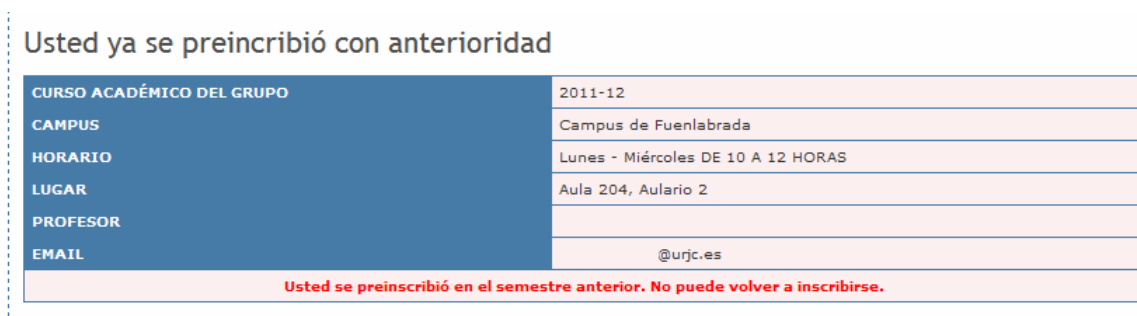 Usted ya se preincribió con anterioridad
CURSO ACADÉMICO DEL GRUPO 2011-12
CAMPUS Campus de Fuenlabrada
HORARIO Lunes - Miércoles DE 10 A 12 HORAS
LUGAR Aula 204, Aulario 2
PROFESOR
EMAIL @urjc.es
Usted se preinscribió en el semestre anterior. No puede volver a inscribirse.